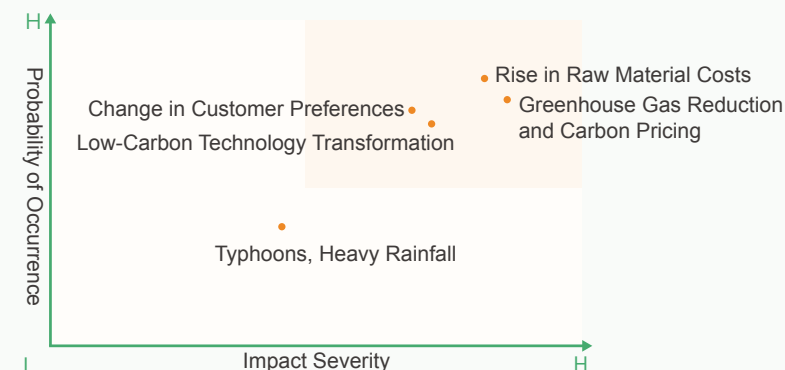 H
Probability of Occurrence
Rise in Raw Material Costs
Change in Customer Preferences
Greenhouse Gas Reduction
and Carbon Pricing
Low-Carbon Technology Transformation
Typhoons, Heavy Rainfall
Impact Severity
H